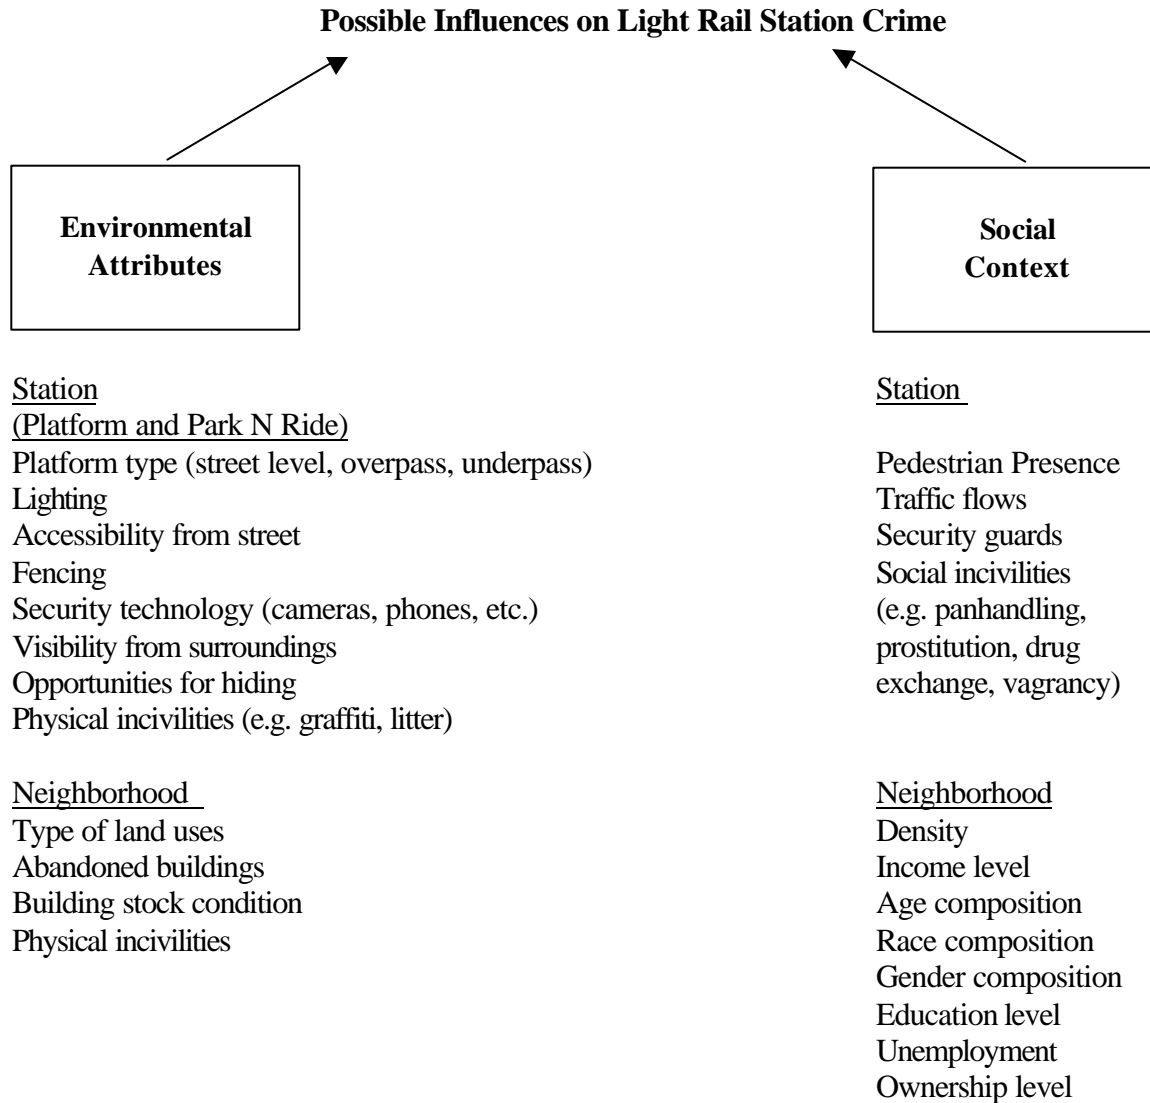 Possible Influences on Light Rail Station Crime
Environmental
Attributes
Social
Context
Station
(Platform and Park N Ride)
Platform type (street level, overpass, underpass)
Lighting
Accessibility from street
Fencing
Security technology (cameras, phones, etc.)
Visibility from surroundings
Opportunities for hiding
Physical incivilities (e.g. graffiti, litter)
Neighborhood
Type of land uses
Abandoned buildings
Building stock condition
Physical incivilities
Station
Pedestrian Presence
Traffic flows
Security guards
Social incivilities
(e.g. panhandling,
prostitution, drug
exchange, vagrancy)
Neighborhood
Density
Income level
Age composition
Race composition
Gender composition
Education level
Unemployment
Ownership level